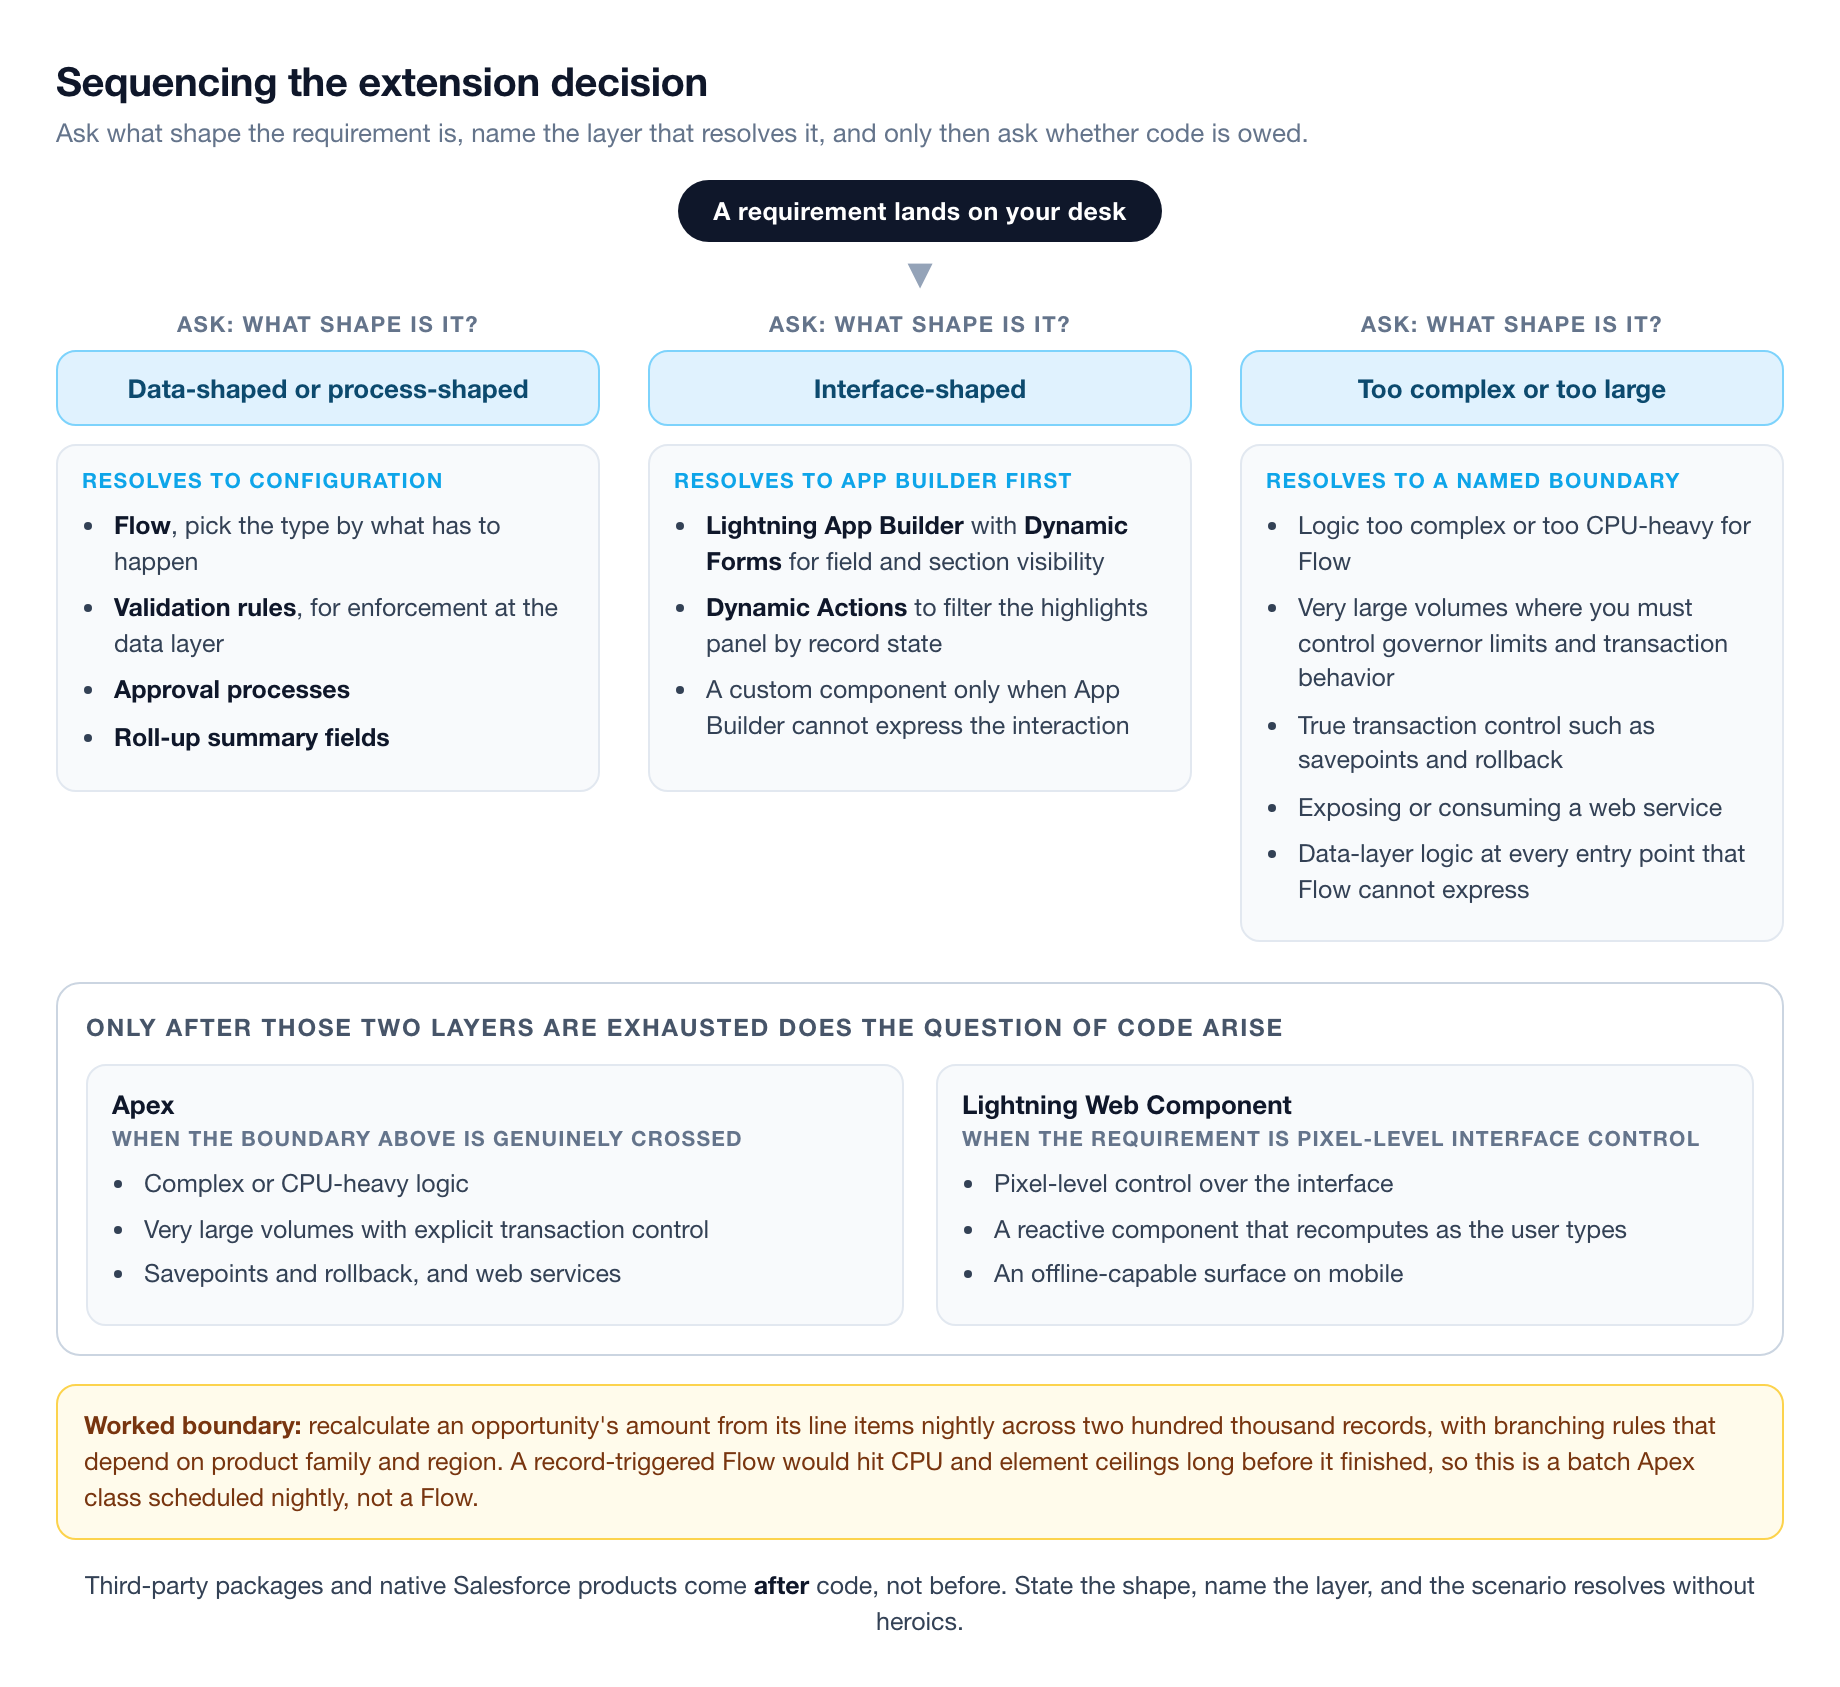 Sequencing the extension decision
Ask what shape the requirement is, name the layer that resolves it, and only then ask whether code is owed.
A requirement lands on your desk
ASK: WHAT SHAPE IS IT?
Data-shaped or process-shaped
RESOLVES TO CONFIGURATION
• Flow, pick the type by what has to
happen
• Validation rules, for enforcement at the
data layer
• Approval processes
• Roll-up summary fields
ASK: WHAT SHAPE IS IT?
Interface-shaped
RESOLVES TO APP BUILDER FIRST
• Lightning App Builder with Dynamic
Forms for field and section visibility
• Dynamic Actions to filter the highlights
panel by record state
• A custom component only when App
Builder cannot express the interaction
ASK: WHAT SHAPE IS IT?
Too complex or too large
RESOLVES TO A NAMED BOUNDARY
• Logic too complex or too CPU-heavy for
Flow
• Very large volumes where you must
control governor limits and transaction
behavior
• True transaction control such as
savepoints and rollback
• Exposing or consuming a web service
• Data-layer logic at every entry point that
Flow cannot express
ONLY AFTER THOSE TWO LAYERS ARE EXHAUSTED DOES THE QUESTION OF CODE ARISE
Apex
WHEN THE BOUNDARY ABOVE IS GENUINELY CROSSED
• Complex or CPU-heavy logic
• Very large volumes with explicit transaction control
• Savepoints and rollback, and web services
Lightning Web Component
WHEN THE REQUIREMENT IS PIXEL-LEVEL INTERFACE CONTROL
• Pixel-level control over the interface
• A reactive component that recomputes as the user types
• An offline-capable surface on mobile
Worked boundary: recalculate an opportunity's amount from its line items nightly across two hundred thousand records, with branching rules that
depend on product family and region. A record-triggered Flow would hit CPU and element ceilings long before it finished, so this is a batch Apex
class scheduled nightly, not a Flow.
Third-party packages and native Salesforce products come after code, not before. State the shape, name the layer, and the scenario resolves without
heroics.